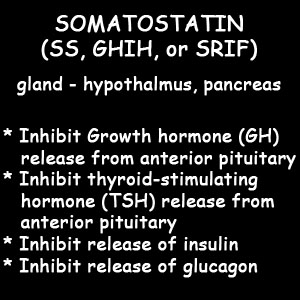 SOMATOSTATIN
(SS, GHIH, or SRIF)
gland - hypothalmus, pancreas
* Inhibit Growth hormone (GH)
release from anterior pituitary
* Inhibit thyroid-stimulating
hormone (TSH) release from
anterior pituitary
* Inhibit release of insulin
* Inhibit release of glucagon